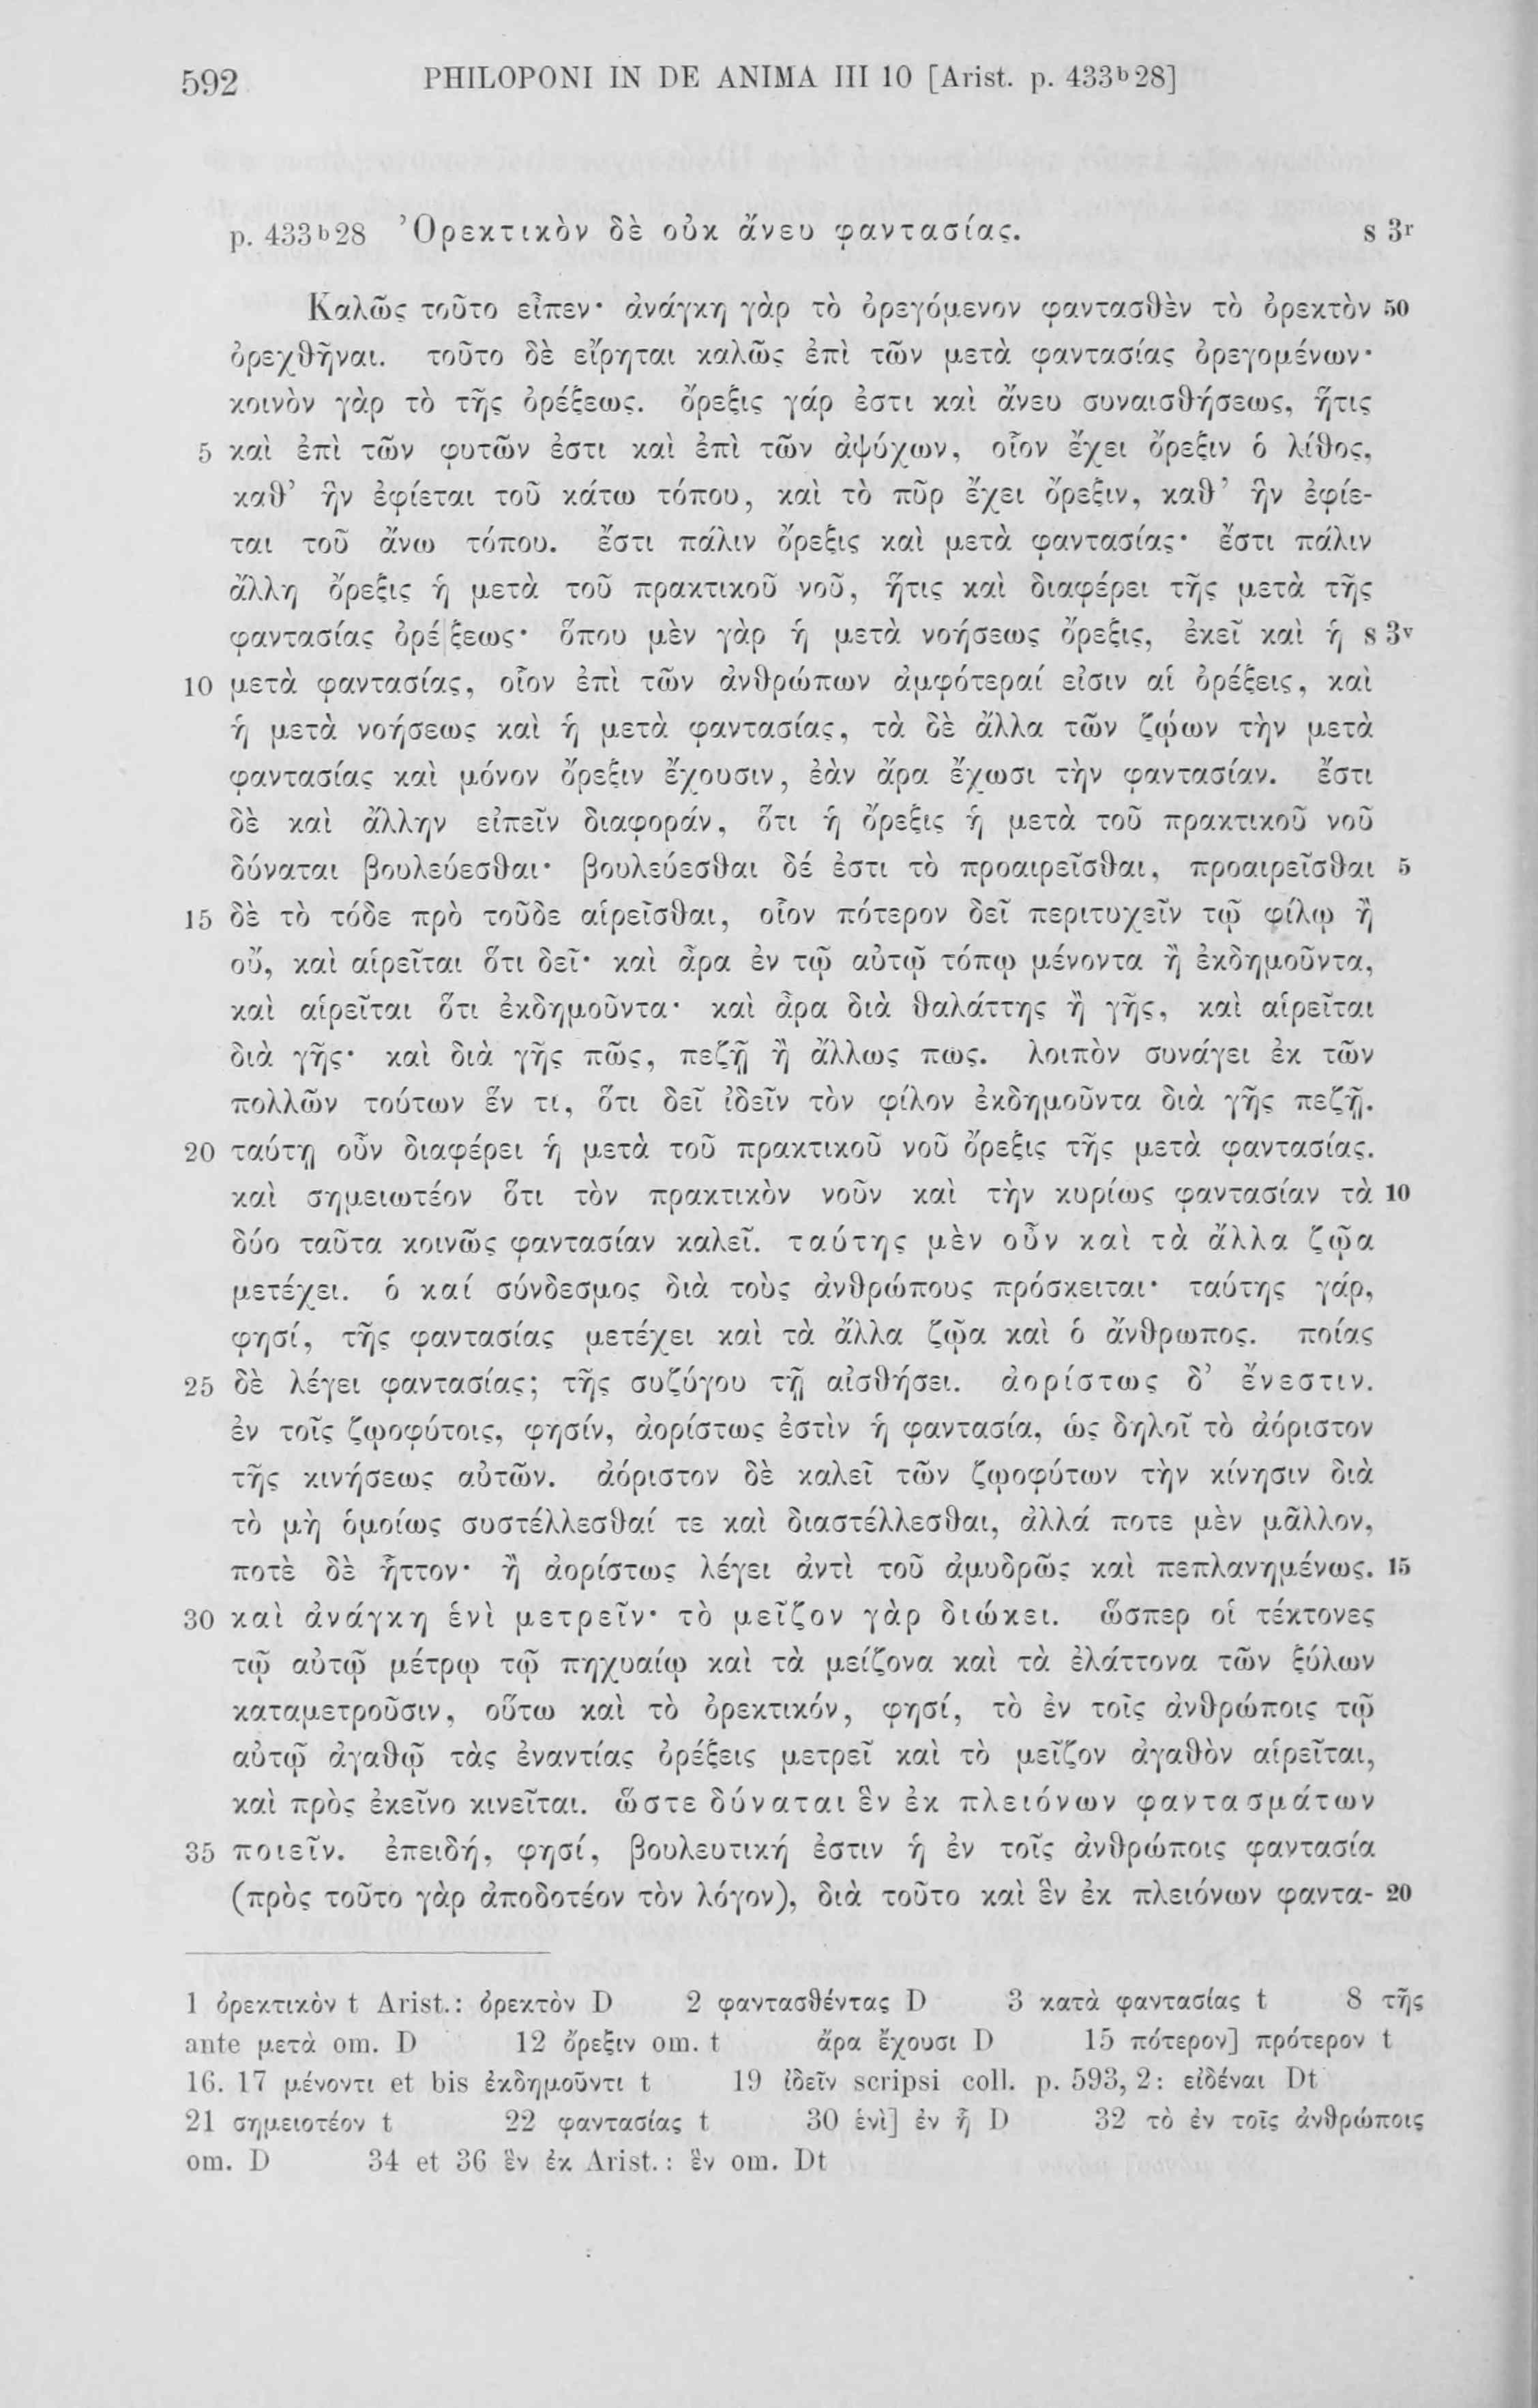 592 PHILOPONI IN DE ANIMA III 10 [Arist. p. 433b28]
p. 433b28 Ὀρεκτικὸν δὲ οὐκ ἄνευ φαντασίας. s 3r
Καλῶς τοῦτο εἶπεν· ἀνάγκη γὰρ τὸ ὀρεγόμενον φαντασθὲν τὸ ὀρεκτὸν 50
ὀρεχθῆναι. τοῦτο δὲ εἴρηται καλῶς ἐπὶ τῶν μετὰ φαντασίας ὀρεγομένων·
κοινὸν γὰρ τὸ τῆς ὀρέξεως. ὄρεξις γάρ ἐστι καὶ ἄνευ συναισθήσεως, ἥτις
5 καὶ ἐπὶ τῶν φυτῶν ἐστι καὶ ἐπὶ τῶν ἀψύχων, οἷον ἔχει ὄρεξιν ὁ λίθος,
καθ’ ἣν ἐφίεται τοῦ κάτω τόπου, καὶ τὸ πῦρ ἔχει ὄρεξιν, καθ’ ἣν ἐφίε-
ται τοῦ ἄνω τόπου. ἔστι πάλιν ὄρεξις καὶ μετὰ φαντασίας· ἔστι πάλιν
ἄλλη ὄρεξις ἡ μετὰ τοῦ πρακτικοῦ νοῦ, ἥτις καὶ διαφέρει τῆς μετὰ τῆς
φαντασίας ὀρέ|ξεως· ὅπου μὲν γὰρ ἡ μετὰ νοήσεως ὄρεξις, ἐκεῖ καὶ ἡ s 3v
10 μετὰ φαντασίας, οἷον ἐπὶ τῶν ἀνθρώπων ἀμφότεραί εἰσιν αἱ ὀρέξεις, καὶ
ἡ μετὰ νοήσεως καὶ ἡ μετὰ φαντασίας, τὰ δὲ ἄλλα τῶν ζῴων τὴν μετὰ
φαντασίας καὶ μόνον ὄρεξιν ἔχουσιν, ἐὰν ἄρα ἔχωσι τὴν φαντασίαν. ἔστι
δὲ καὶ ἄλλην εἰπεῖν διαφοράν, ὅτι ἡ ὄρεξις ἡ μετὰ τοῦ πρακτικοῦ νοῦ
δύναται βουλεύεσθαι· βουλεύεσθαι δέ ἐστι τὸ προαιρεῖσθαι, προαιρεῖσθαι 5
15 δὲ τὸ τόδε πρὸ τοῦδε αἱρεῖσθαι, οἷον πότερον δεῖ περιτυχεῖν τῷ φίλῳ ἢ
οὔ, καὶ αἱρεῖται ὅτι δεῖ· καὶ ἆρα ἐν τῷ αὐτῷ τόπῳ μένοντα ἢ ἐκδημοῦντα,
καὶ αἱρεῖται ὅτι ἐκδημοῦντα· καὶ ἆρα διὰ θαλάττης ἢ γῆς, καὶ αἱρεῖται
διὰ γῆς· καὶ διὰ γῆς πῶς, πεζῇ ἢ ἄλλως πως. λοιπὸν συνάγει ἐκ τῶν
πολλῶν τούτων ἕν τι, ὅτι δεῖ ἰδεῖν τὸν φίλον ἐκδημοῦντα διὰ γῆς πεζῇ.
20 ταύτῃ οὖν διαφέρει ἡ μετὰ τοῦ πρακτικοῦ νοῦ ὄρεξις τῆς μετὰ φαντασίας.
καὶ σημειωτέον ὅτι τὸν πρακτικὸν νοῦν καὶ τὴν κυρίως φαντασίαν τὰ 10
δύο ταῦτα κοινῶς φαντασίαν καλεῖ. ταύτης μὲν οὖν καὶ τὰ ἄλλα ζῷα
μετέχει. ὁ καί σύνδεσμος διὰ τοὺς ἀνθρώπους πρόσκειται· ταύτης γάρ,
φησί, τῆς φαντασίας μετέχει καὶ τὰ ἄλλα ζῷα καὶ ὁ ἄνθρωπος. ποίας
25 δὲ λέγει φαντασίας; τῆς συζύγου τῇ αἰσθήσει. ἀορίστως δ’ ἔνεστιν.
ἐν τοῖς ζῳοφύτοις, φησίν, ἀορίστως ἐστὶν ἡ φαντασία, ὡς δηλοῖ τὸ ἀόριστον
τῆς κινήσεως αὐτῶν. ἀόριστον δὲ καλεῖ τῶν ζῳοφύτων τὴν κίνησιν διὰ
τὸ μὴ ὁμοίως συστέλλεσθαί τε καὶ διαστέλλεσθαι, ἀλλά ποτε μὲν μᾶλλον,
ποτὲ δὲ ἧττον· ἢ ἀορίστως λέγει ἀντὶ τοῦ ἀμυδρῶς καὶ πεπλανημένως. 15
30 καὶ ἀνάγκη ἑνὶ μετρεῖν· τὸ μεῖζον γὰρ διώκει. ὥσπερ οἱ τέκτονες
τῷ αὐτῷ μέτρῳ τῷ πηχυαίῳ καὶ τὰ μείζονα καὶ τὰ ἐλάττονα τῶν ξύλων
καταμετροῦσιν, οὕτω καὶ τὸ ὀρεκτικόν, φησί, τὸ ἐν τοῖς ἀνθρώποις τῷ
αὐτῷ ἀγαθῷ τὰς ἐναντίας ὀρέξεις μετρεῖ καὶ τὸ μεῖζον ἀγαθὸν αἱρεῖται,
καὶ πρὸς ἐκεῖνο κινεῖται. ὥστε δύναται ἓν ἐκ πλειόνων φαντασμάτων
35 ποιεῖν. ἐπειδή, φησί, βουλευτική ἐστιν ἡ ἐν τοῖς ἀνθρώποις φαντασία
(πρὸς τοῦτο γὰρ ἀποδοτέον τὸν λόγον), διὰ τοῦτο καὶ ἓν ἐκ πλειόνων φαντα- 20
1 ὀρεκτικὸν t Arist.: ὀρεκτὸν D 2 φαντασθέντας D 3 κατὰ φαντασίας t 8 τῆς
ante μετὰ om. D 12 ὄρεξιν om. t ἄρα ἔχουσι D 15 πότερον] πρότερον t
16. 17 μένοντι et bis ἐκδημοῦντι t 19 ἰδεῖν scripsi coll. p. 593, 2: εἰδέναι Dt
21 σημειοτέον t 22 φαντασίας t 30 ἑνὶ] ἐν ᾗ D 32 τὸ ἐν τοῖς ἀνθρώποις
om. D 34 et 36 ἓν ἐκ Arist.: ἓν om. Dt